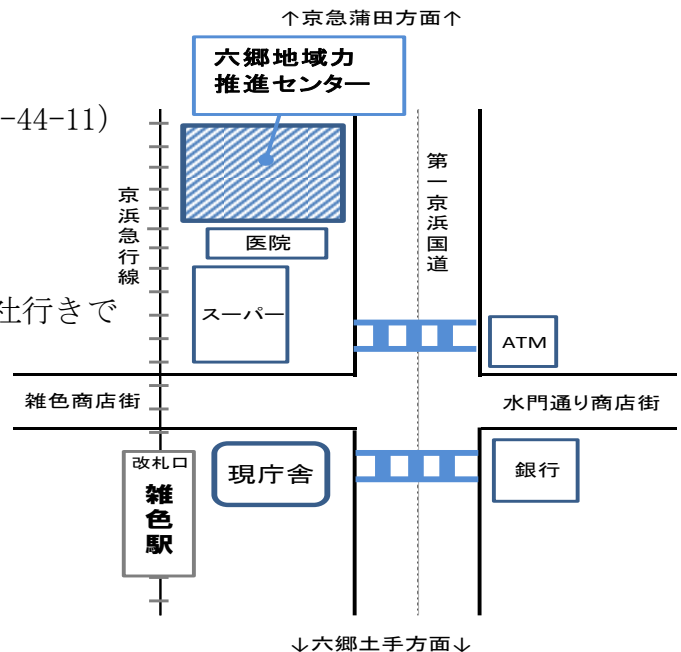 ↑京急蒲田方面↑
六郷地域力
推進センター
-44-11)
京浜急行線
第一京浜国道
医院
スーパー
社行きで
ATM
雑色商店街
水門通り商店街
改札口
雑色駅
現庁舎
銀行
↓六郷土手方面↓